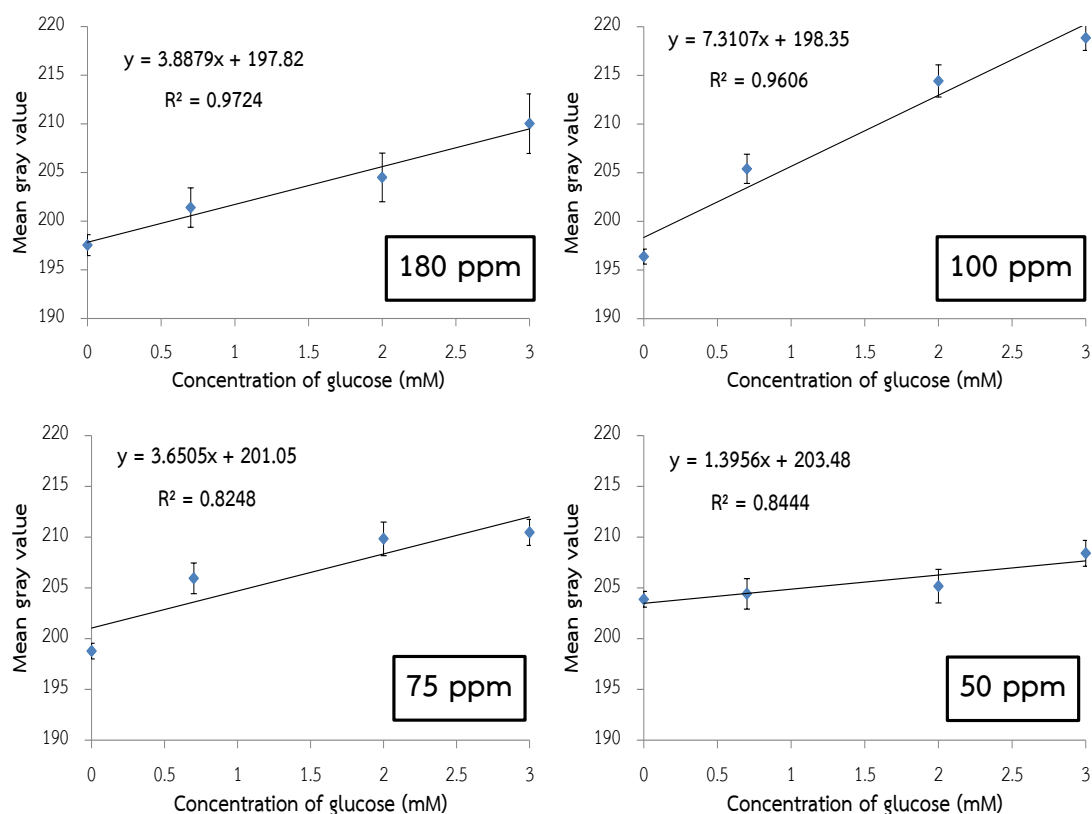 y = 3.8879x + 197.82
R² = 0.9724
220
215
210
205
200
195
190
Mean gray value
180 ppm
0 0.5 1 1.5 2 2.5 3
Concentration of glucose (mM)
y = 7.3107x + 198.35
R² = 0.9606
220
215
210
205
200
195
190
Mean gray value
100 ppm
0 0.5 1 1.5 2 2.5 3
Concentration of glucose (mM)
y = 3.6505x + 201.05
R² = 0.8248
220
215
210
205
200
195
190
Mean gray value
75 ppm
0 0.5 1 1.5 2 2.5 3
Concentration of glucose (mM)
y = 1.3956x + 203.48
R² = 0.8444
220
215
210
205
200
195
190
Mean gray value
50 ppm
0 0.5 1 1.5 2 2.5 3
Concentration of glucose (mM)